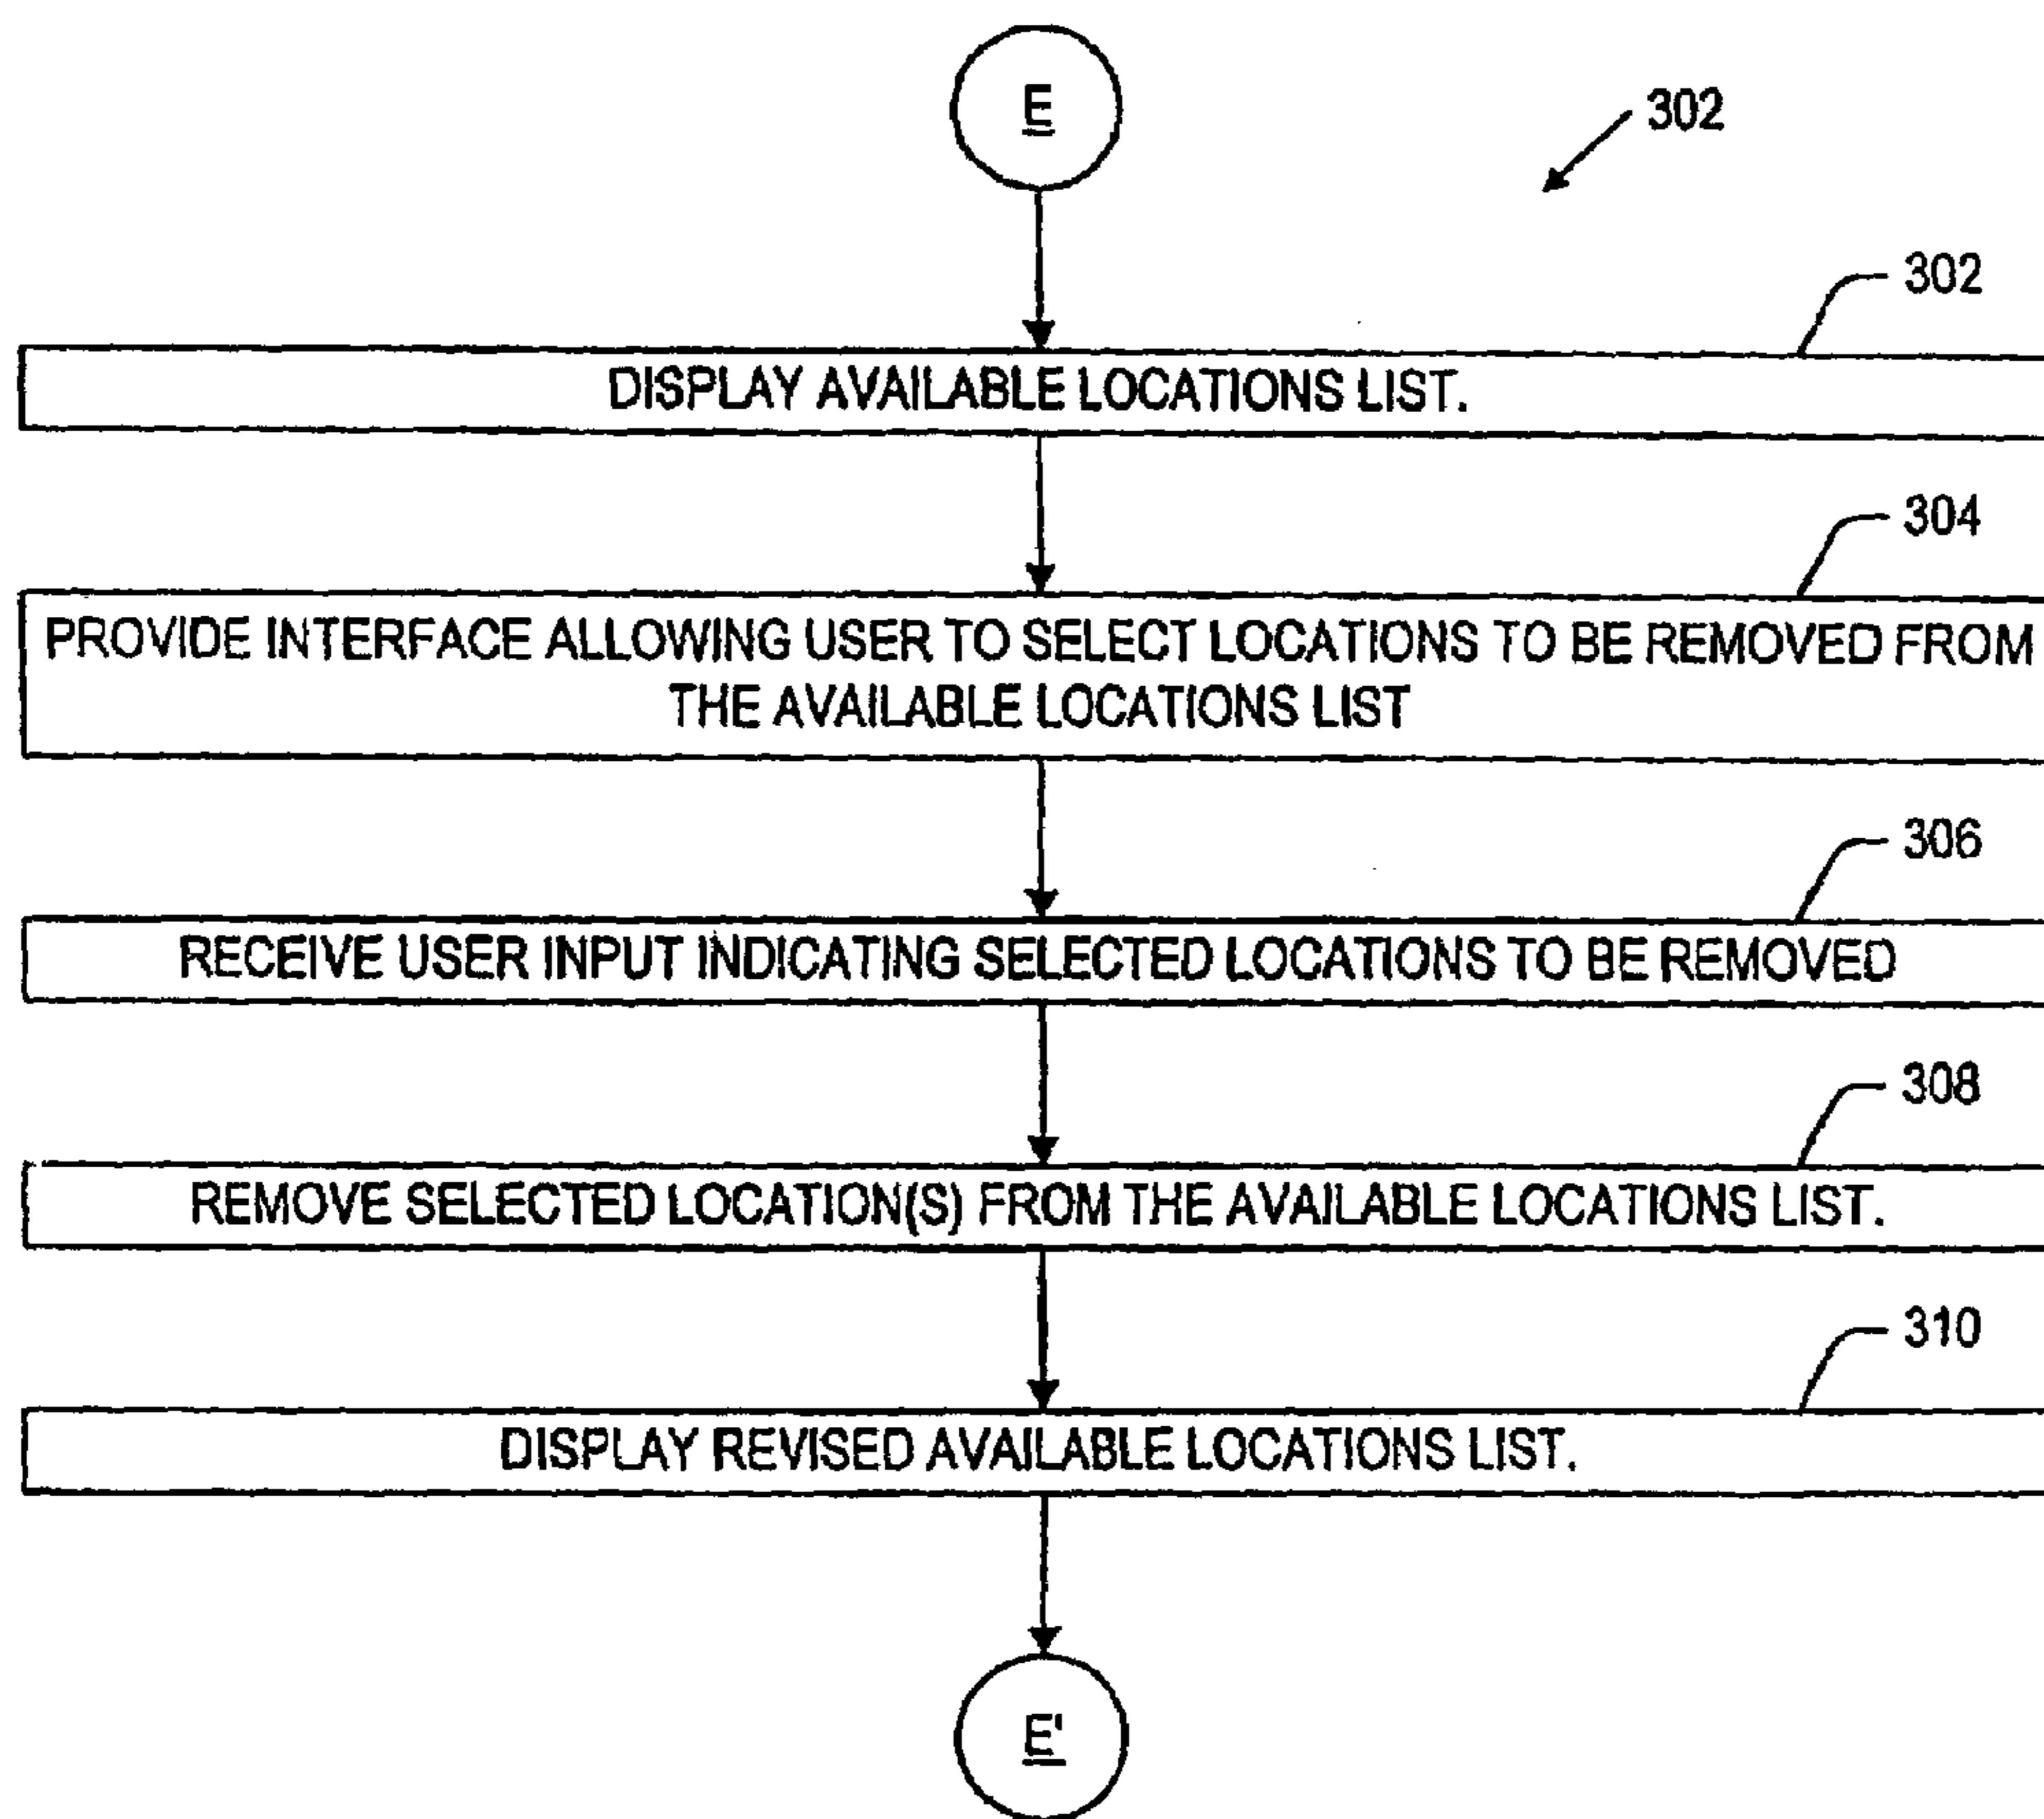 E
302
302
DISPLAY AVAILABLE LOCATIONS LIST.
304
PROVIDE INTERFACE ALLOWING USER TO SELECT LOCATIONS TO BE REMOVED FROM
THE AVAILABLE LOCATIONS LIST
306
RECEIVE USER INPUT INDICATING SELECTED LOCATIONS TO BE REMOVED
308
REMOVE SELECTED LOCATION(S) FROM THE AVAILABLE LOCATIONS LIST.
310
DISPLAY REVISED AVAILABLE LOCATIONS LIST.
E'